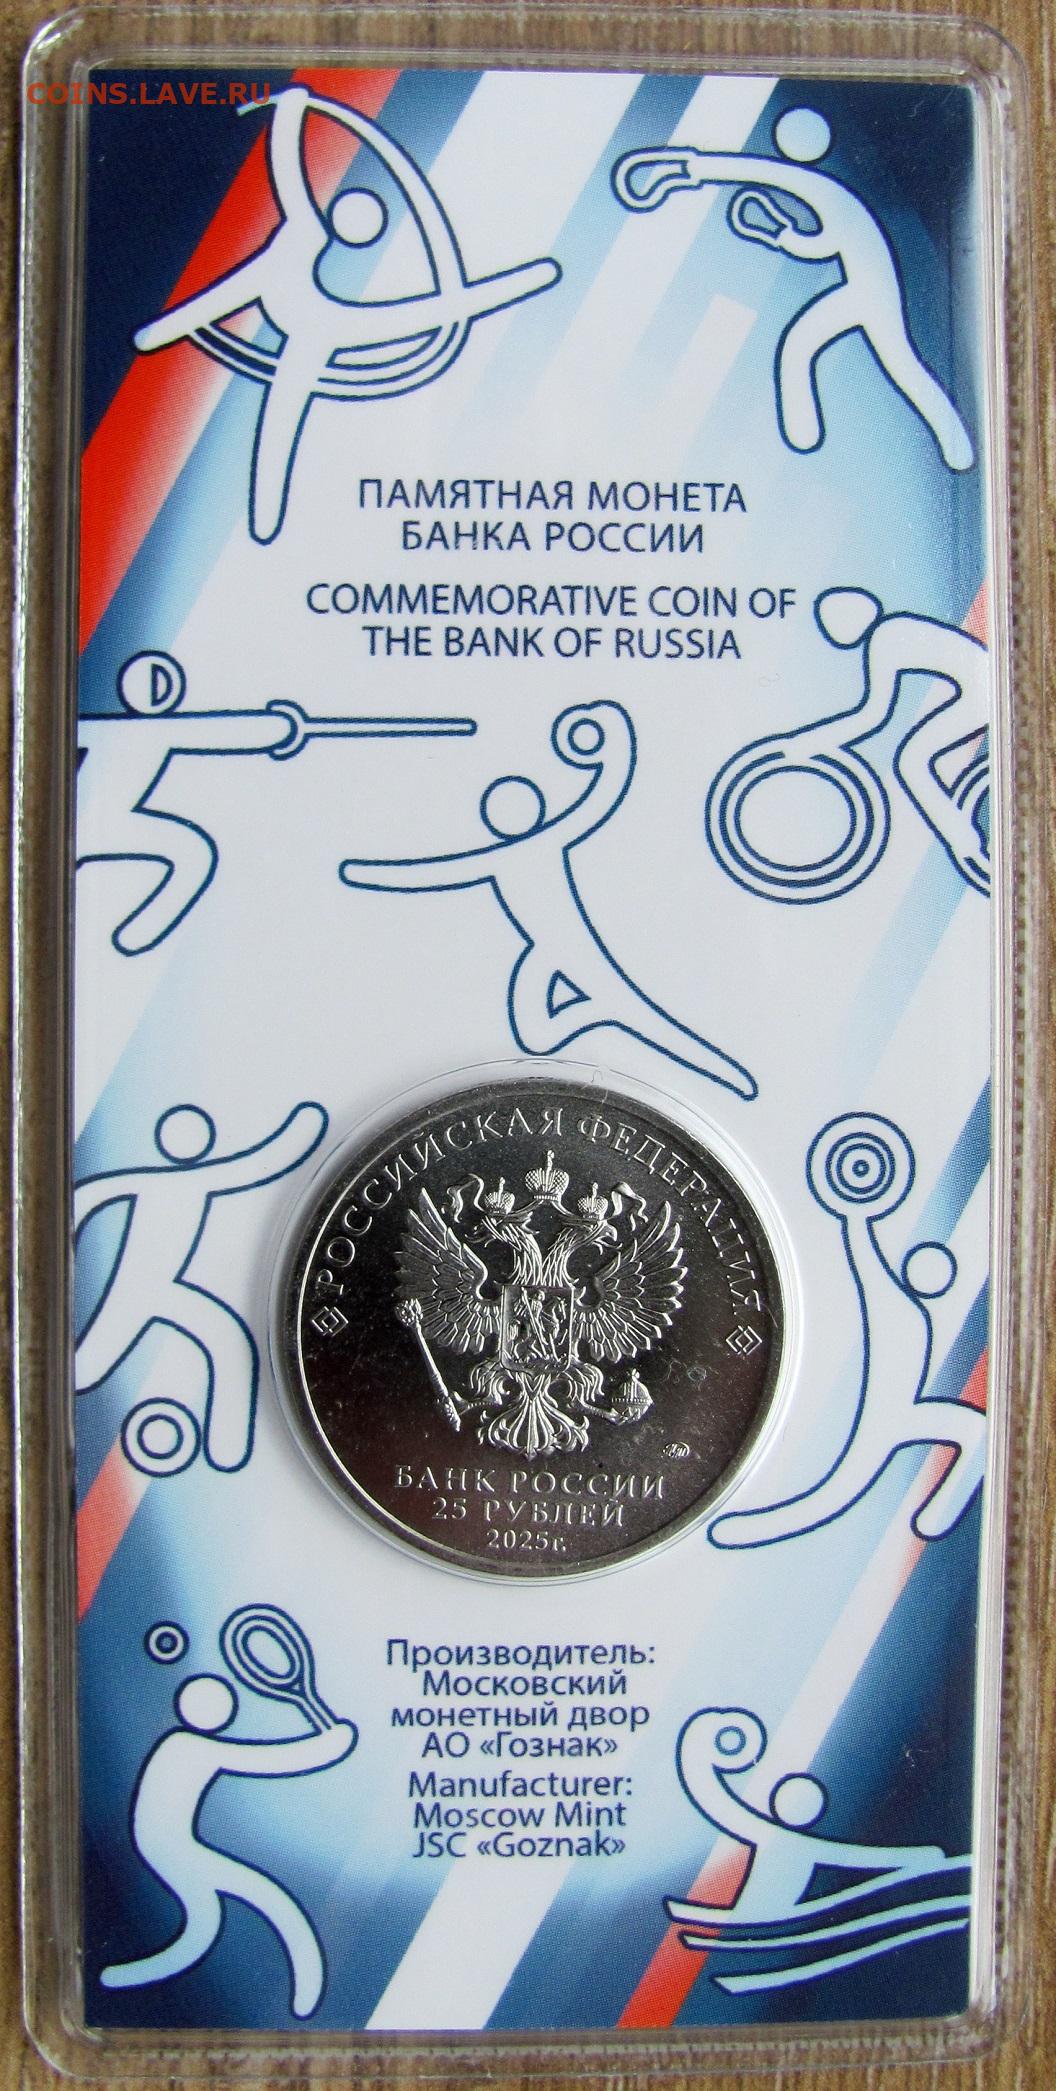 COINS.LAVE.RU
ПАМЯТНАЯ МОНЕТА
БАНКА РОССИИ
COMMEMORATIVE COIN OF
THE BANK OF RUSSIA
РОССИЙСКАЯ ФЕДЕРАЦИЯ
ММД
БАНК РОССИИ
25 РУБЛЕЙ
2025г.
Производитель:
Московский
монетный двор
АО «Гознак»
Manufacturer:
Moscow Mint
JSC «Goznak»